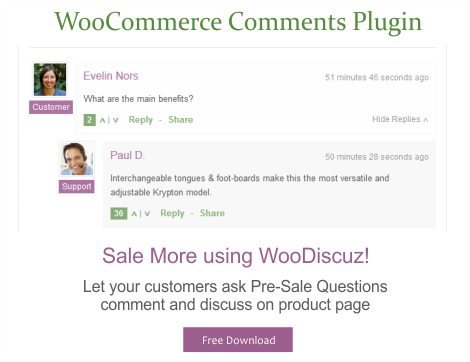 WooCommerce Comments Plugin
Evelin Nors
51 minutes 46 seconds ago
What are the main benefits?
Customer
2 ʌ | v Reply - Share
Hide Replies ʌ
Paul D.
50 minutes 28 seconds ago
Interchangeable tongues & foot-boards make this the most versatile and
adjustable Krypton model.
Support
36 ʌ | v Reply - Share
Sale More using WooDiscuz!
Let your customers ask Pre-Sale Questions
comment and discuss on product page
Free Download